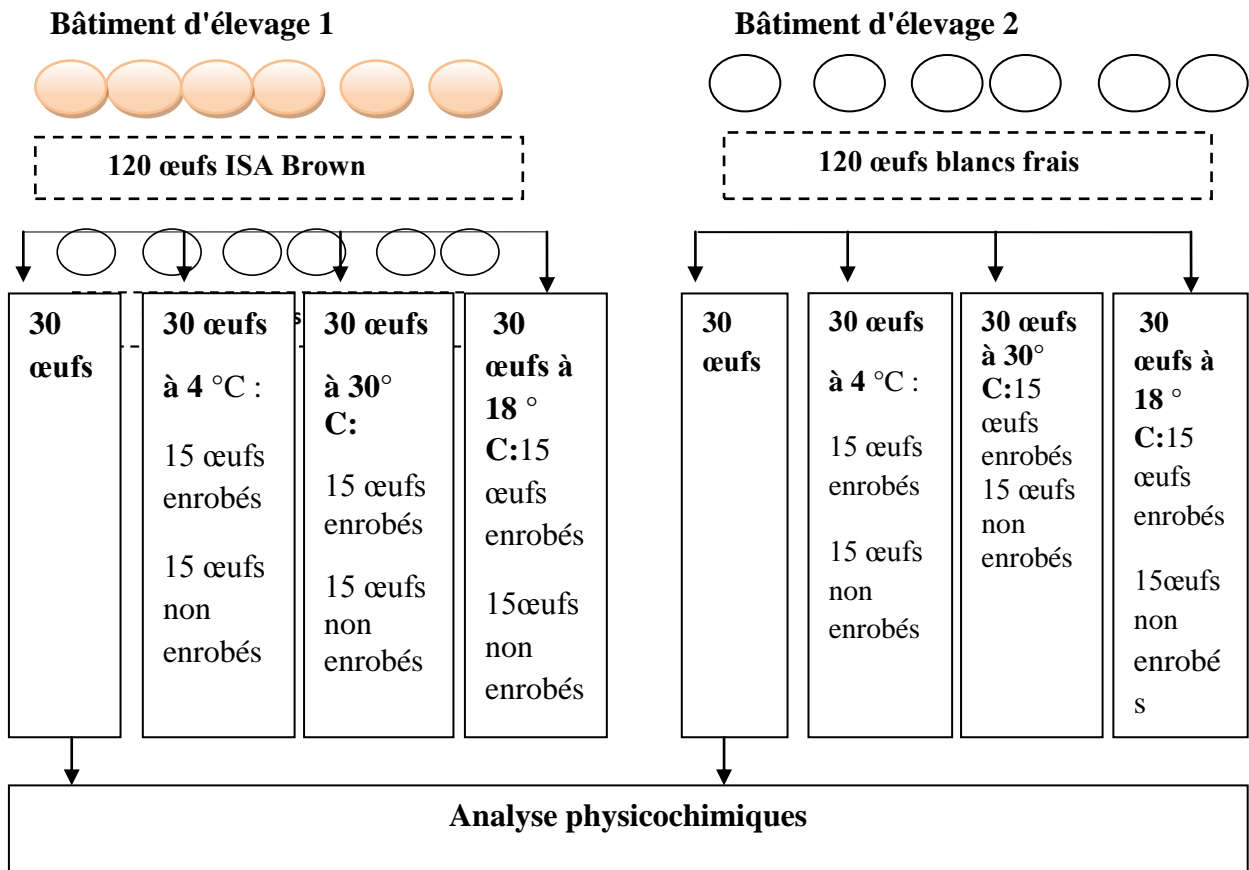 Bâtiment d'élevage 1
Bâtiment d'élevage 2
120 œufs ISA Brown
120 œufs blancs frais
30
œufs
30 œufs
à 4 °C :
15 œufs
enrobés
15 œufs
non
enrobés
30 œufs
à 30°
C:
15 œufs
enrobés
15 œufs
non
enrobés
30
œufs à
18 °
C:15
œufs
enrobés
15œufs
non
enrobés
30
œufs
30 œufs
à 4 °C :
15 œufs
enrobés
15 œufs
non
enrobés
30 œufs
à 30°
C:15
œufs
enrobés
15 œufs
non
enrobés
30
œufs à
18 °
C:15
œufs
enrobés
15œufs
non
enrobé
s
Analyse physicochimiques